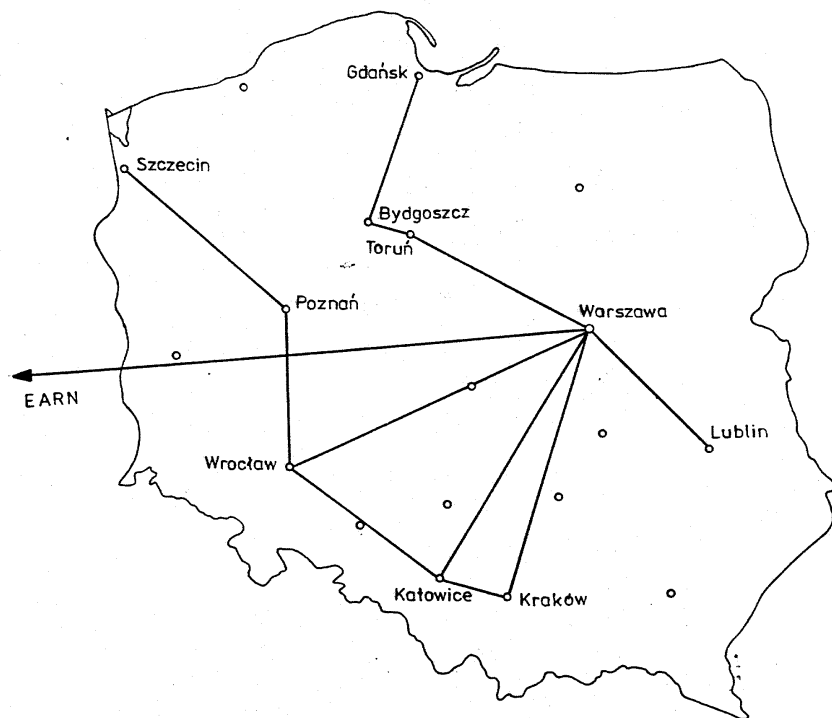 Gdańsk
Szczecin
Bydgoszcz
Toruń
Poznań
Warszawa
EARN
Lublin
Wrocław
Katowice
Kraków